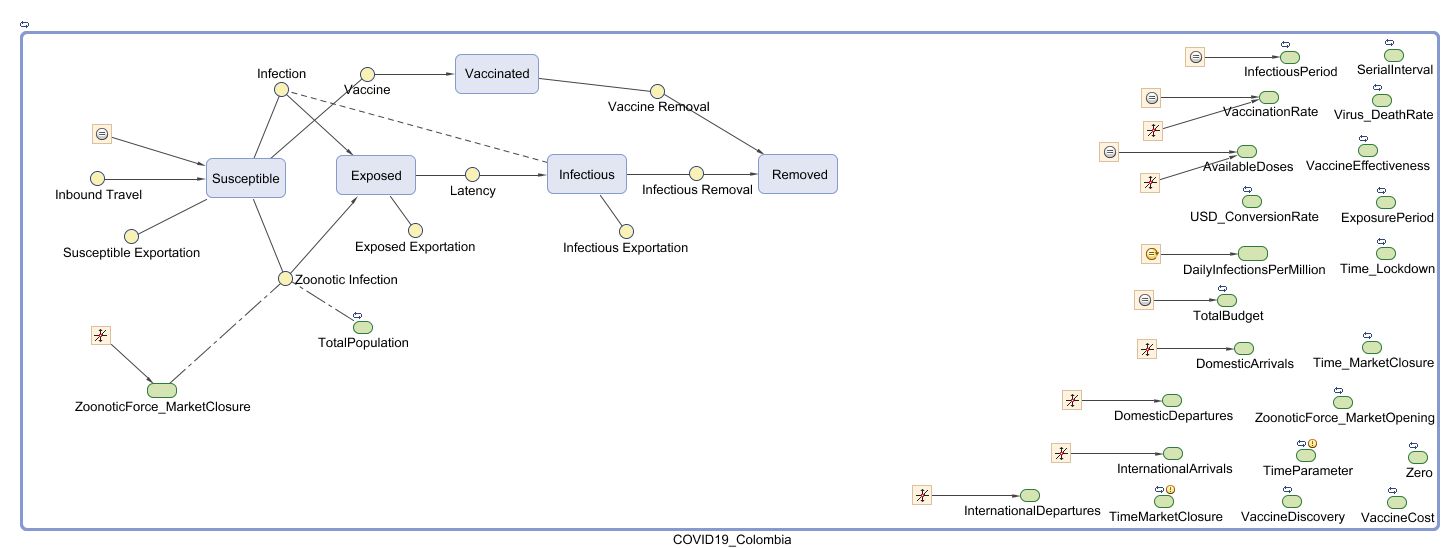 Infection
Vaccine
Vaccinated
Vaccine Removal
Susceptible
Exposed
Infectious
Removed
Latency
Infectious Removal
Inbound Travel
Susceptible Exportation
Exposed Exportation
Infectious Exportation
Zoonotic Infection
TotalPopulation
ZoonoticForce_MarketClosure
InfectiousPeriod
SerialInterval
VaccinationRate
Virus_DeathRate
AvailableDoses
VaccineEffectiveness
USD_ConversionRate
ExposurePeriod
DailyInfectionsPerMillion
Time_Lockdown
TotalBudget
DomesticArrivals
Time_MarketClosure
DomesticDepartures
ZoonoticForce_MarketOpening
InternationalArrivals
TimeParameter
Zero
InternationalDepartures
TimeMarketClosure
VaccineDiscovery
VaccineCost
COVID19_Colombia